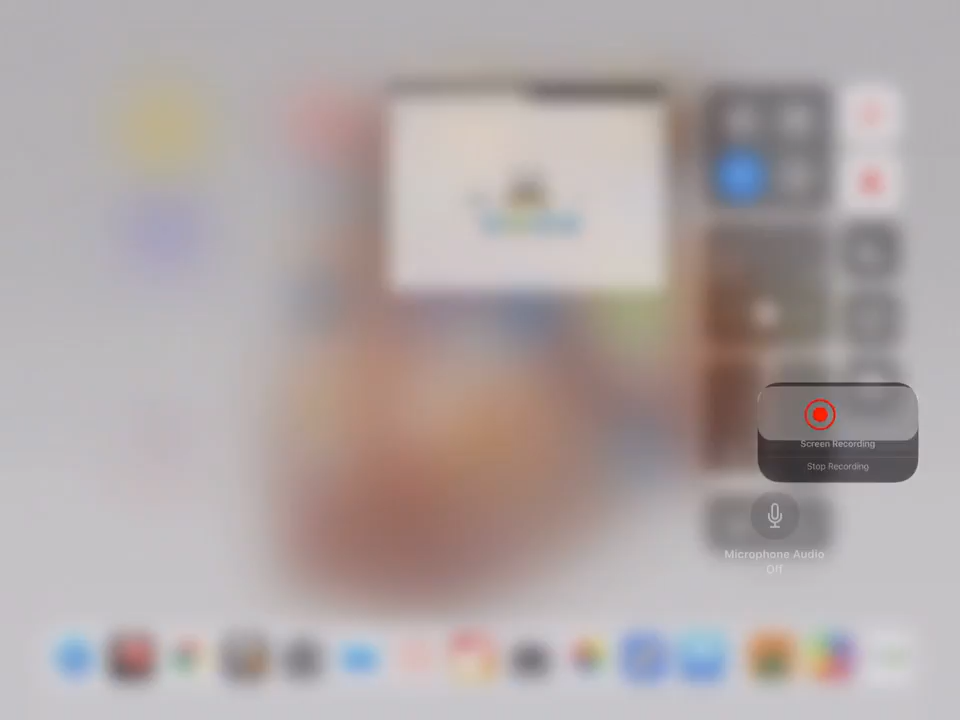 Screen Recording
Stop Recording
Microphone Audio
Off